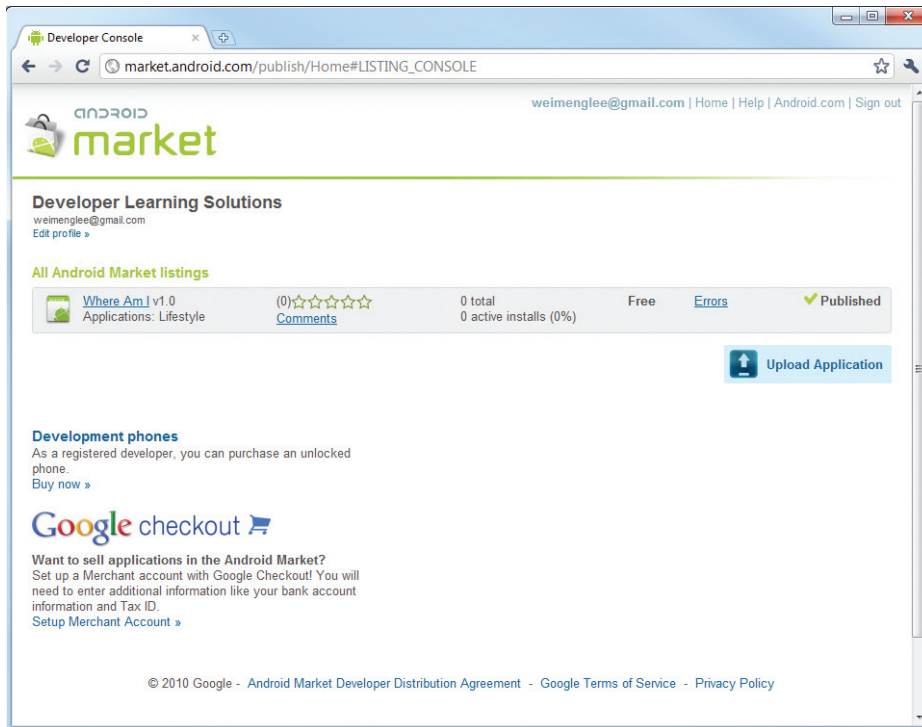 Developer Console
market.android.com/publish/Home#LISTING_CONSOLE
weimenglee@gmail.com | Home | Help | Android.com | Sign out
android
market
Developer Learning Solutions
weimenglee@gmail.com
Edit profile »
All Android Market listings
Where Am I v1.0 (0) 0 total Free Errors Published
Applications: Lifestyle Comments 0 active installs (0%)
Upload Application
Development phones
As a registered developer, you can purchase an unlocked
phone.
Buy now »
Google checkout
Want to sell applications in the Android Market?
Set up a Merchant account with Google Checkout! You will
need to enter additional information like your bank account
information and Tax ID.
Setup Merchant Account »
© 2010 Google - Android Market Developer Distribution Agreement - Google Terms of Service - Privacy Policy